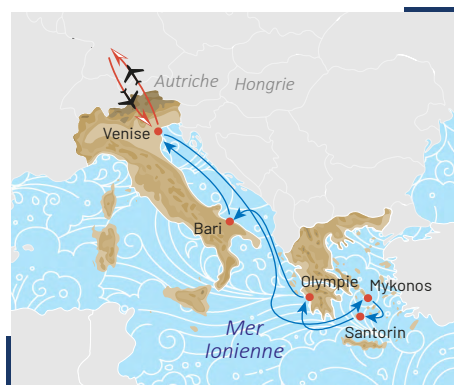 Autriche
Hongrie
Venise
Bari
Olympie
Mykonos
Santorin
Mer
Ionienne